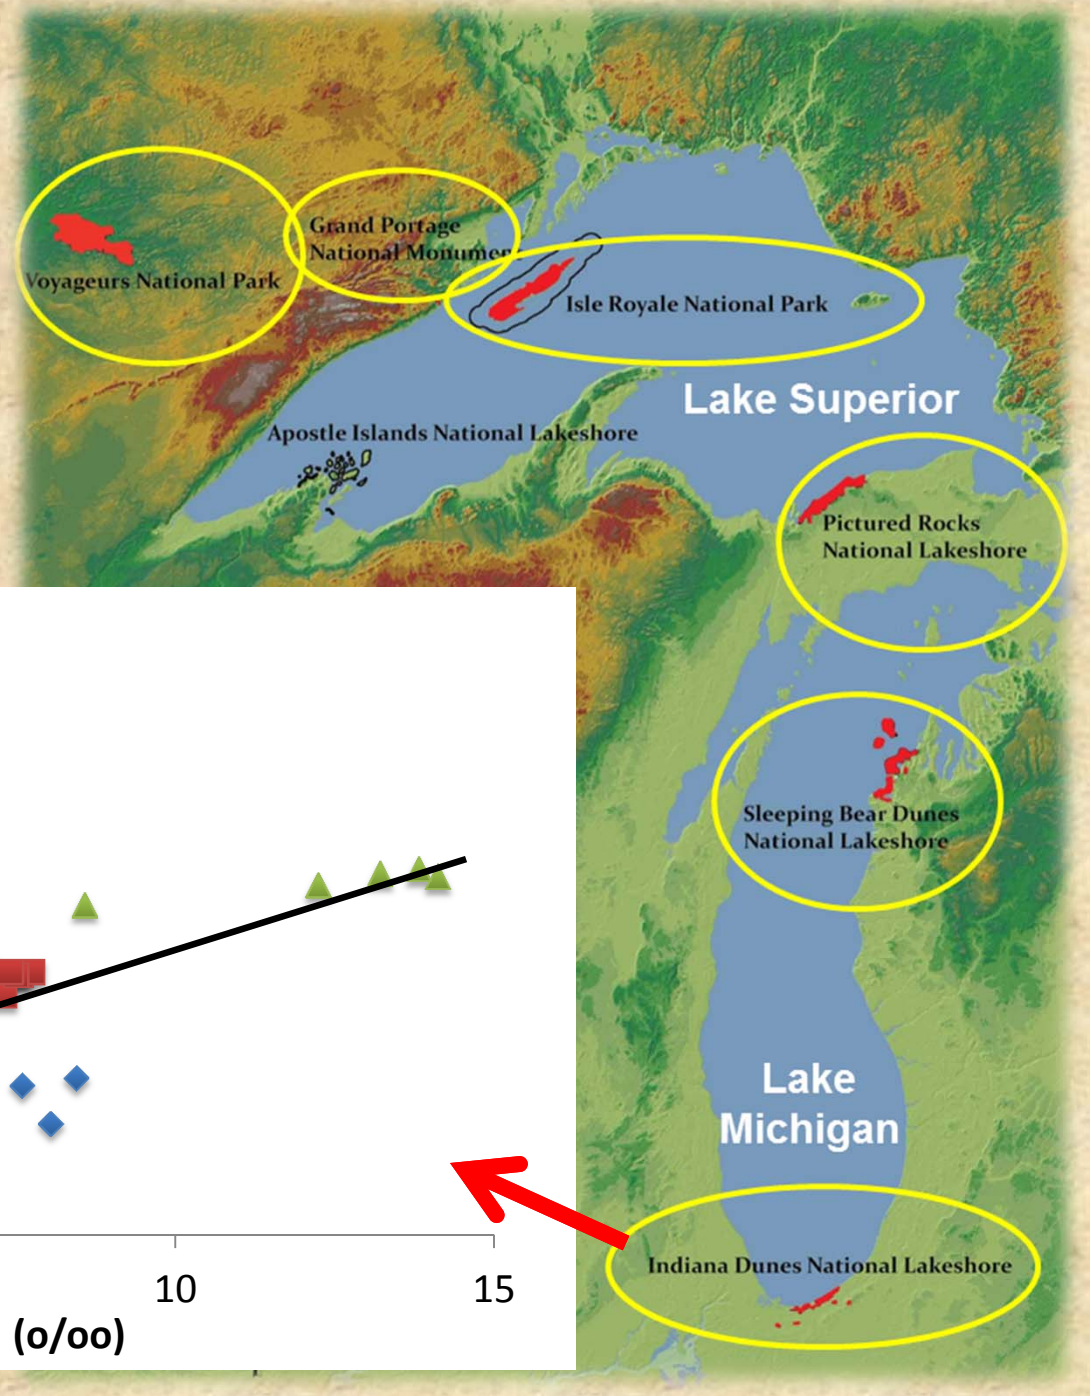 Grand Portage
National Monument
Voyageurs National Park
Isle Royale National Park
Lake Superior
Apostle Islands National Lakeshore
Pictured Rocks
National Lakeshore
Sleeping Bear Dunes
National Lakeshore
Lake
Michigan
Indiana Dunes National Lakeshore
10
15
(o/oo)